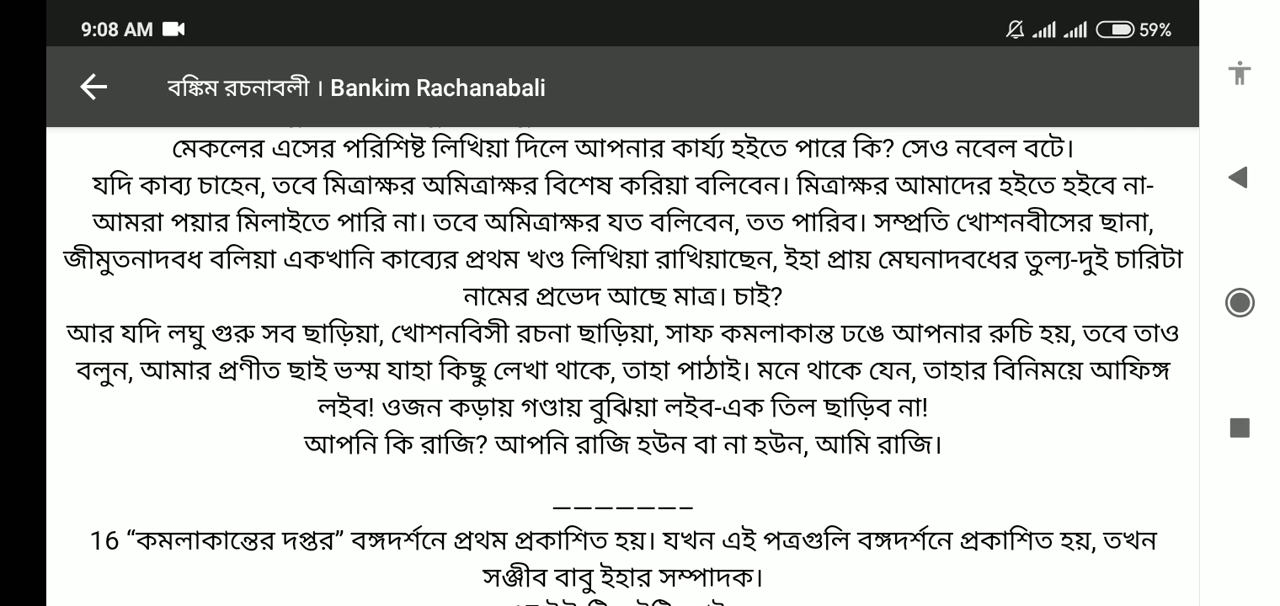 9:08 AM 59%
বঙ্কিম রচনাবলী । Bankim Rachanabali
মেকলের এসের পরিশিষ্ট লিখিয়া দিলে আপনার কার্য্য হইতে পারে কি? সেও নবেল বটে।
যদি কাব্য চাহেন, তবে মিত্রাক্ষর অমিত্রাক্ষর বিশেষ করিয়া বলিবেন। মিত্রাক্ষর আমাদের হইতে হইবে না-
আমরা পয়ার মিলাইতে পারি না। তবে অমিত্রাক্ষর যত বলিবেন, তত পারিব। সম্প্রতি খোশনবীসের ছানা,
জীমুতনাদবধ বলিয়া একখানি কাব্যের প্রথম খণ্ড লিখিয়া রাখিয়াছেন, ইহা প্রায় মেঘনাদবধের তুল্য-দুই চারিটা
নামের প্রভেদ আছে মাত্র। চাই?
আর যদি লঘু গুরু সব ছাড়িয়া, খোশনবিসী রচনা ছাড়িয়া, সাফ কমলাকান্ত ঢঙে আপনার রুচি হয়, তবে তাও
বলুন, আমার প্রণীত ছাই ভস্ম যাহা কিছু লেখা থাকে, তাহা পাঠাই। মনে থাকে যেন, তাহার বিনিময়ে আফিঙ্গ
লইব! ওজন কড়ায় গণ্ডায় বুঝিয়া লইব-এক তিল ছাড়িব না!
আপনি কি রাজি? আপনি রাজি হউন বা না হউন, আমি রাজি।
———————
16 “কমলাকান্তের দপ্তর” বঙ্গদর্শনে প্রথম প্রকাশিত হয়। যখন এই পত্রগুলি বঙ্গদর্শনে প্রকাশিত হয়, তখন
সঞ্জীব বাবু ইহার সম্পাদক।